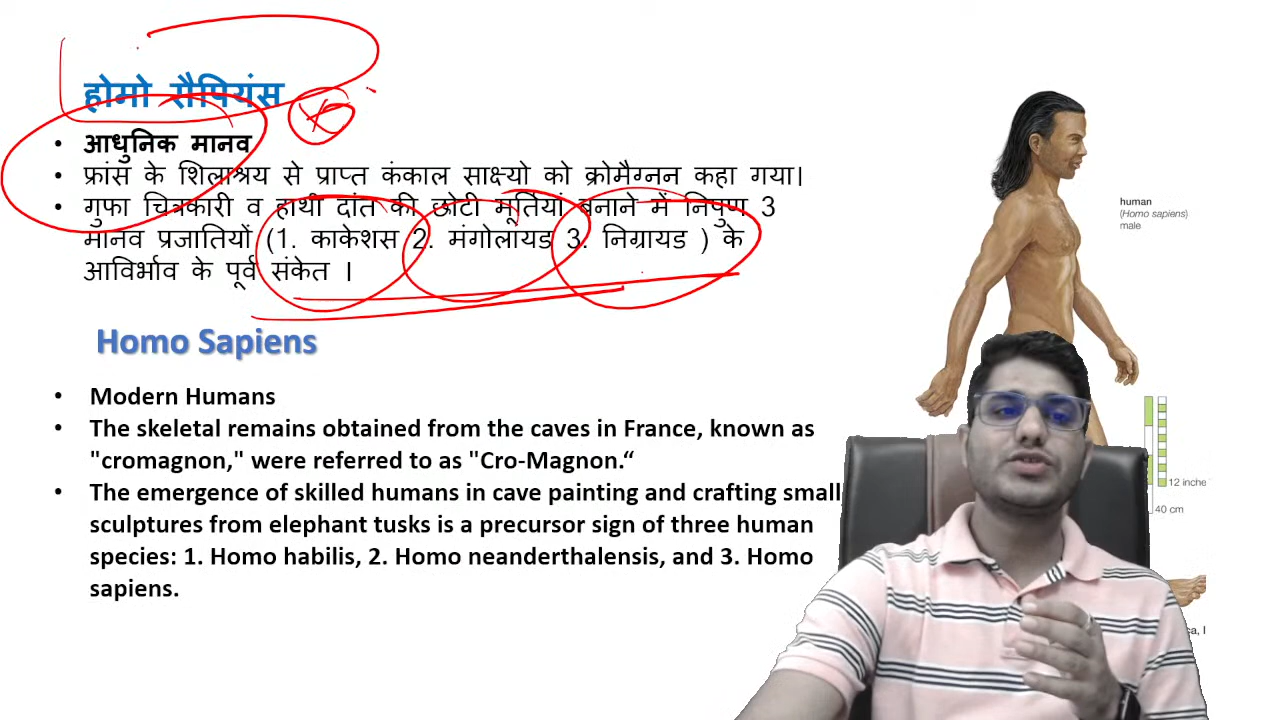 होमो सैपियंस
• आधुनिक मानव
• फ्रांस के शिलाश्रय से प्राप्त कंकाल साक्ष्यो को क्रोमैग्नन कहा गया।
• गुफा चित्रकारी व हाथी दांत की छोटी मूर्तियां बनाने में निपुण 3
मानव प्रजातियों (1. काकेशस 2. मंगोलायड 3. निग्रायड ) के
आविर्भाव के पूर्व संकेत ।
human
(Homo sapiens)
male
Homo Sapiens
• Modern Humans
• The skeletal remains obtained from the caves in France, known as
"cromagnon," were referred to as "Cro-Magnon.“
• The emergence of skilled humans in cave painting and crafting small
sculptures from elephant tusks is a precursor sign of three human
species: 1. Homo habilis, 2. Homo neanderthalensis, and 3. Homo
sapiens.
12 inche
40 cm